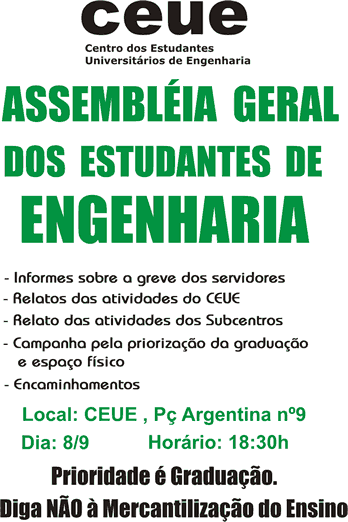 ceue
Centro dos Estudantes
Universitários de Engenharia
ASSEMBLÉIA GERAL
DOS ESTUDANTES DE
ENGENHARIA
- Informes sobre a greve dos servidores
- Relatos das atividades do CEUE
- Relato das atividades dos Subcentros
- Campanha pela priorização da graduação
e espaço físico
- Encaminhamentos
Local: CEUE , Pç Argentina nº9
Dia: 8/9 Horário: 18:30h
Prioridade é Graduação.
Diga NÃO à Mercantilização do Ensino